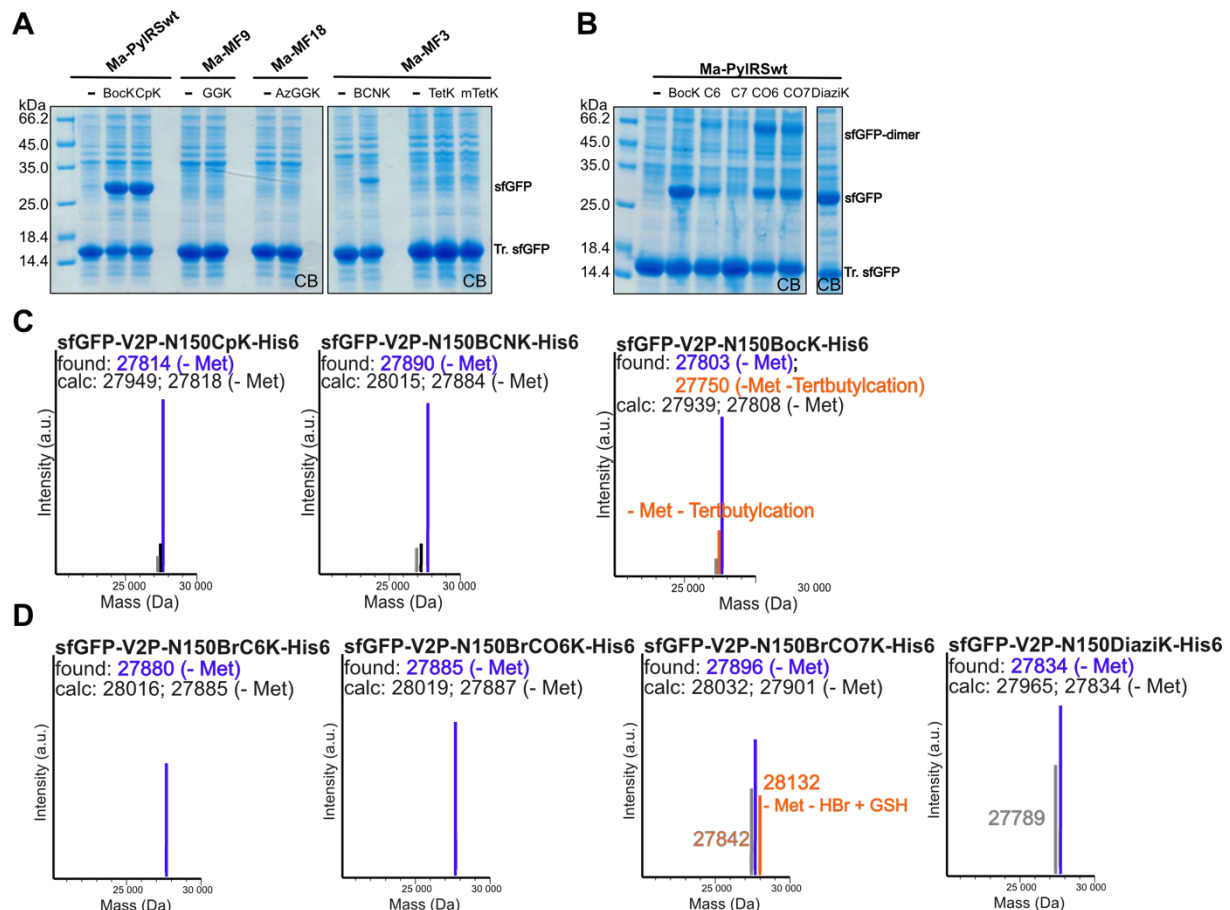 A
Ma-PylRSwt
Ma-MF9
Ma-MF18
Ma-MF3
kDa
– BocK CpK – GGK – AzGGK – BCNK – TetK mTetK
66.2
45.0
35.0
25.0
18.4
14.4
sfGFP
Tr. sfGFP
CB
CB
B
Ma-PylRSwt
kDa
– BocK C6 C7 CO6 CO7 DiaziK
66.2
45.0
35.0
25.0
18.4
14.4
sfGFP-dimer
sfGFP
Tr. sfGFP
CB
CB
C
sfGFP-V2P-N150CpK-His6
found: 27814 (- Met)
calc: 27949; 27818 (- Met)
Intensity (a.u.)
25 000 30 000
Mass (Da)
sfGFP-V2P-N150BCNK-His6
found: 27890 (- Met)
calc: 28015; 27884 (- Met)
Intensity (a.u.)
25 000 30 000
Mass (Da)
sfGFP-V2P-N150BocK-His6
found: 27803 (- Met);
27750 (-Met -Tertbutylcation)
calc: 27939; 27808 (- Met)
Intensity (a.u.)
- Met - Tertbutylcation
25 000 30 000
Mass (Da)
D
sfGFP-V2P-N150BrC6K-His6
found: 27880 (- Met)
calc: 28016; 27885 (- Met)
Intensity (a.u.)
25 000 30 000
Mass (Da)
sfGFP-V2P-N150BrCO6K-His6
found: 27885 (- Met)
calc: 28019; 27887 (- Met)
Intensity (a.u.)
25 000 30 000
Mass (Da)
sfGFP-V2P-N150BrCO7K-His6
found: 27896 (- Met)
calc: 28032; 27901 (- Met)
Intensity (a.u.)
28132
- Met - HBr + GSH
27842
25 000 30 000
Mass (Da)
sfGFP-V2P-N150DiaziK-His6
found: 27834 (- Met)
calc: 27965; 27834 (- Met)
Intensity (a.u.)
27789
25 000 30 000
Mass (Da)